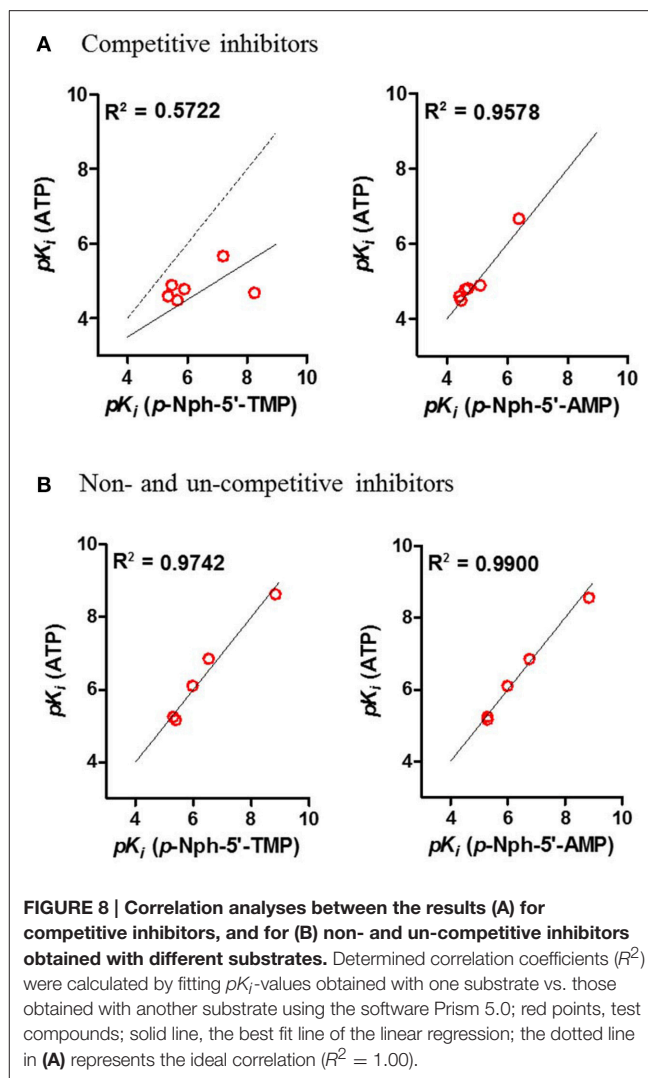 A Competitive inhibitors
R² = 0.5722
10
8
6
4
pKi (ATP)
4 6 8 10
pKi (p-Nph-5'-TMP)
R² = 0.9578
10
8
6
4
pKi (ATP)
4 6 8 10
pKi (p-Nph-5'-AMP)
B Non- and un-competitive inhibitors
R² = 0.9742
10
8
6
4
pKi (ATP)
4 6 8 10
pKi (p-Nph-5'-TMP)
R² = 0.9900
10
8
6
4
pKi (ATP)
4 6 8 10
pKi (p-Nph-5'-AMP)
FIGURE 8 | Correlation analyses between the results (A) for
competitive inhibitors, and for (B) non- and un-competitive inhibitors
obtained with different substrates. Determined correlation coefficients (R²)
were calculated by fitting pKi-values obtained with one substrate vs. those
obtained with another substrate using the software Prism 5.0; red points, test
compounds; solid line, the best fit line of the linear regression; the dotted line
in (A) represents the ideal correlation (R² = 1.00).